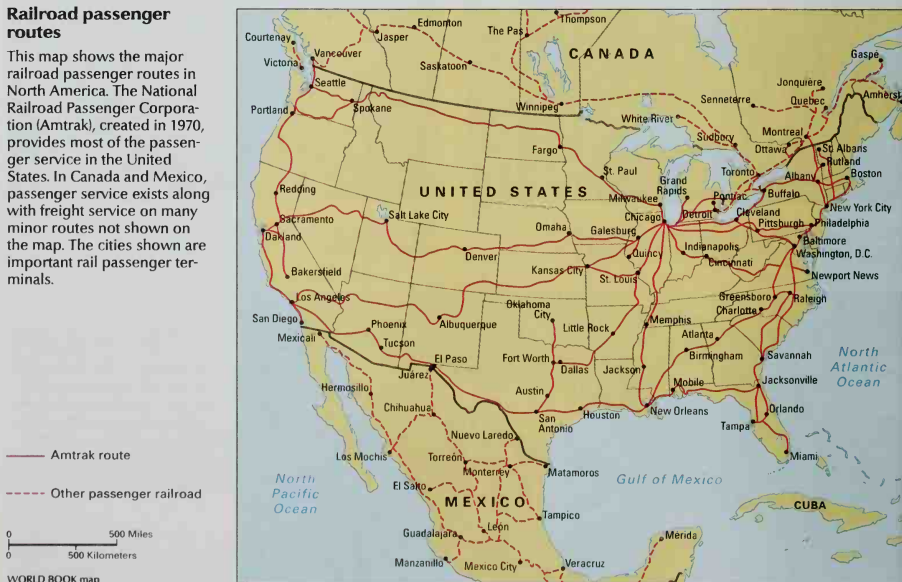 Railroad passenger
routes
This map shows the major
railroad passenger routes in
North America. The National
Railroad Passenger Corpora-
tion (Amtrak), created in 1970,
provides most of the passen-
ger service in the United
States. In Canada and Mexico,
passenger service exists along
with freight service on many
minor routes not shown on
the map. The cities shown are
important rail passenger ter-
minals.
Amtrak route
Other passenger railroad
0 500 Miles
0 500 Kilometers
WORLD BOOK map
Edmonton
Thompson
Courtenay
Jasper
The Pas
CANADA
Gaspé
Vancouver
Victoria
Saskatoon
Jonquière
Seattle
Senneterre
Quebec
Amherst
Portland
Spokane
Winnipeg
White River
Sudbury
Montreal
Ottawa
St. Albans
Fargo
Rutland
Toronto
St. Paul
Grand
Rapids
Albany
Boston
Redding
UNITED STATES
Milwaukee
Pontiac
Buffalo
Sacramento
Salt Lake City
Chicago
Detroit
Cleveland
New York City
Oakland
Omaha
Galesburg
Pittsburgh
Philadelphia
Denver
Quincy
Indianapolis
Baltimore
Bakersfield
Kansas City
Cincinnati
Washington, D.C.
St. Louis
Newport News
Los Angeles
Oklahoma
City
Greensboro
Raleigh
San Diego
Phoenix
Albuquerque
Little Rock
Memphis
Charlotte
Mexicali
Tucson
Atlanta
El Paso
Fort Worth
Dallas
Jackson
Birmingham
Savannah
North
Atlantic
Ocean
Juárez
Hermosillo
Austin
Mobile
Jacksonville
Chihuahua
San
Antonio
Houston
New Orleans
Orlando
Nuevo Laredo
Tampa
Los Mochis
Torreón
Monterrey
Matamoros
Miami
North
Pacific
Ocean
El Salto
Gulf of Mexico
MEXICO
CUBA
Tampico
León
Guadalajara
Mérida
Manzanillo
Mexico City
Veracruz